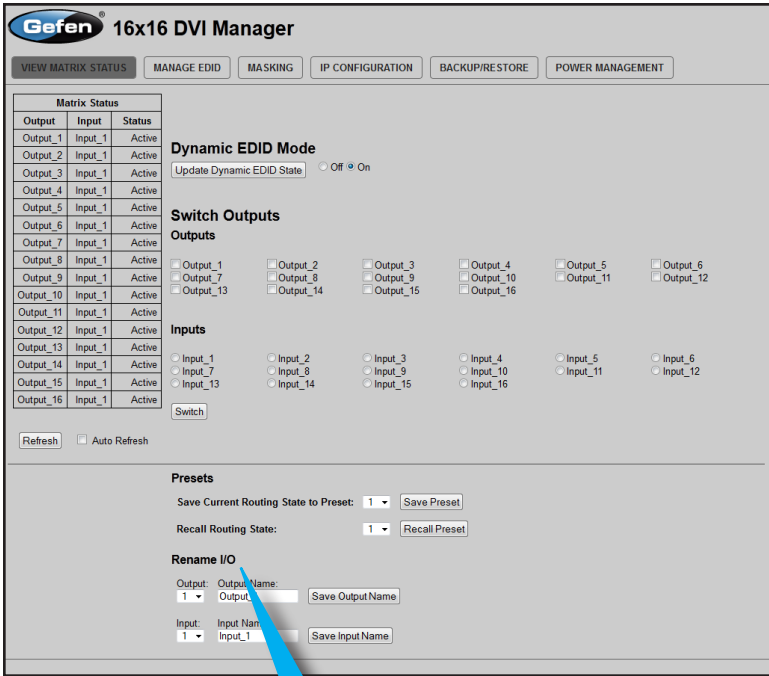 Gefen® 16x16 DVI Manager
VIEW MATRIX STATUS MANAGE EDID MASKING IP CONFIGURATION BACKUP/RESTORE POWER MANAGEMENT
Matrix Status
Output Input Status
Output_1 Input_1 Active
Output_2 Input_1 Active
Output_3 Input_1 Active
Output_4 Input_1 Active
Output_5 Input_1 Active
Output_6 Input_1 Active
Output_7 Input_1 Active
Output_8 Input_1 Active
Output_9 Input_1 Active
Output_10 Input_1 Active
Output_11 Input_1 Active
Output_12 Input_1 Active
Output_13 Input_1 Active
Output_14 Input_1 Active
Output_15 Input_1 Active
Output_16 Input_1 Active
Refresh Auto Refresh
Dynamic EDID Mode
Update Dynamic EDID State Off On
Switch Outputs
Outputs
Output_1 Output_2 Output_3 Output_4 Output_5 Output_6
Output_7 Output_8 Output_9 Output_10 Output_11 Output_12
Output_13 Output_14 Output_15 Output_16
Inputs
Input_1 Input_2 Input_3 Input_4 Input_5 Input_6
Input_7 Input_8 Input_9 Input_10 Input_11 Input_12
Input_13 Input_14 Input_15 Input_16
Switch
Presets
Save Current Routing State to Preset: 1 Save Preset
Recall Routing State: 1 Recall Preset
Rename I/O
Output: Output Name:
1 Output_ Save Output Name
Input: Input Name
1 Input_1 Save Input Name